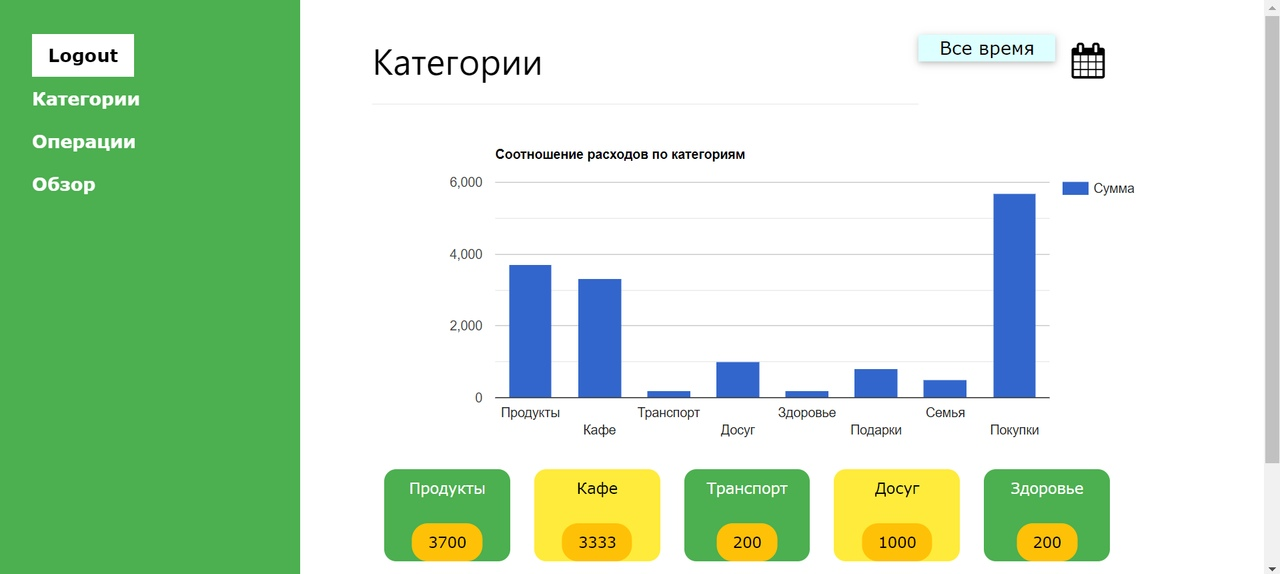 Logout
Категории
Операции
Обзор
Категории
Все время
Соотношение расходов по категориям
6,000
4,000
2,000
0
Сумма
Продукты
Кафе
Транспорт
Досуг
Здоровье
Подарки
Семья
Покупки
Продукты
3700
Кафе
3333
Транспорт
200
Досуг
1000
Здоровье
200